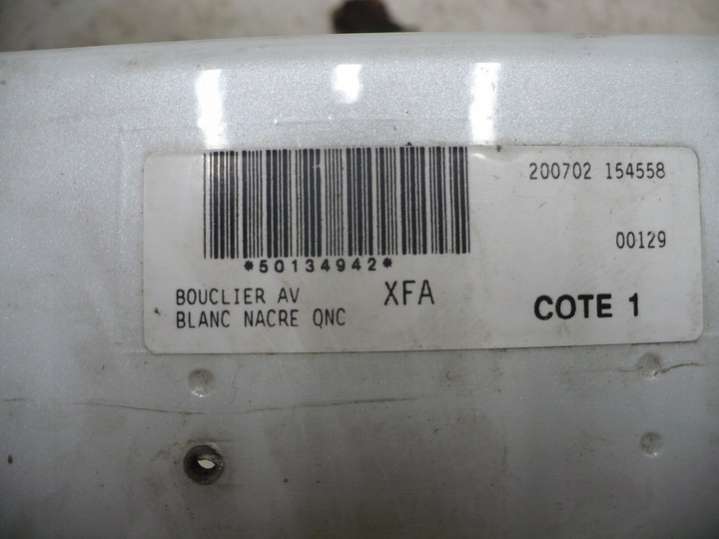 *50134942*
BOUCLIER AV XFA
BLANC NACRE QNC
200702 154558
00129
COTE 1